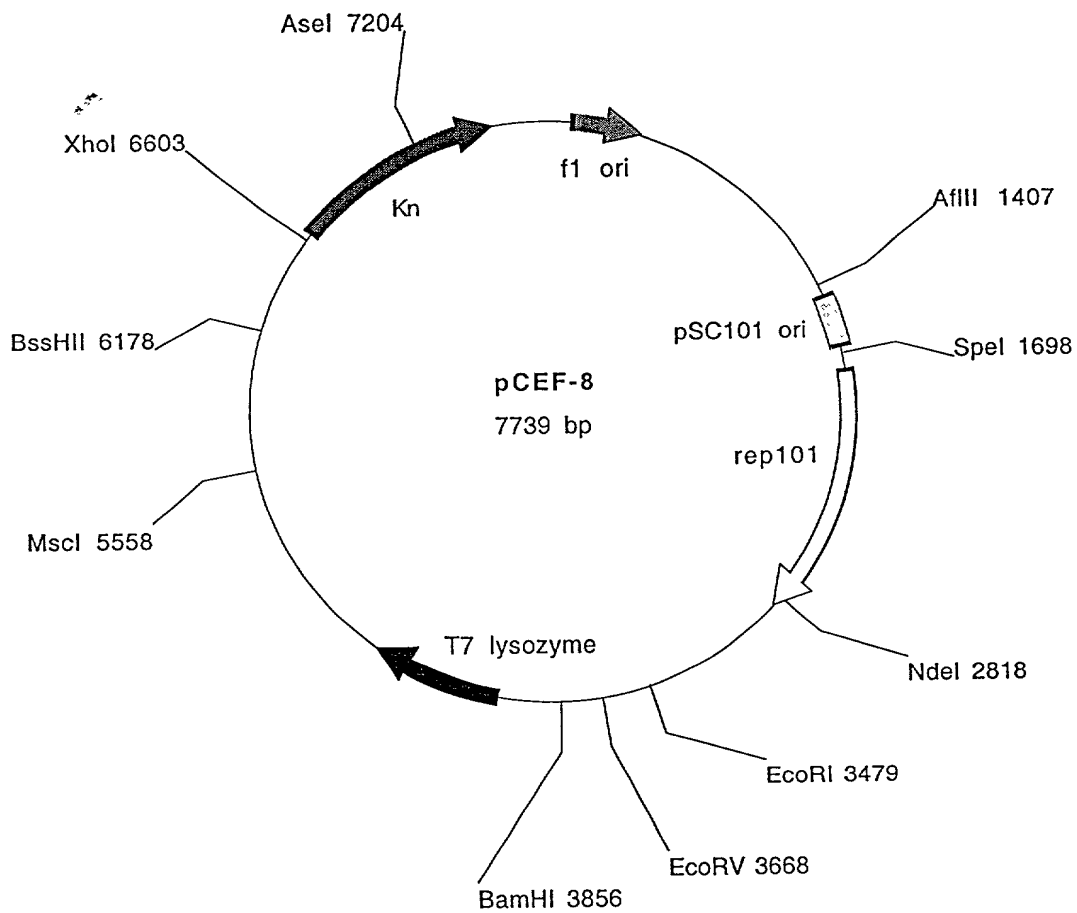 AseI 7204
XhoI 6603
f1 ori
Kn
AflIII 1407
pSC101 ori
SpeI 1698
BssHII 6178
pCEF-8
7739 bp
rep101
MscI 5558
T7 lysozyme
NdeI 2818
EcoRI 3479
EcoRV 3668
BamHI 3856